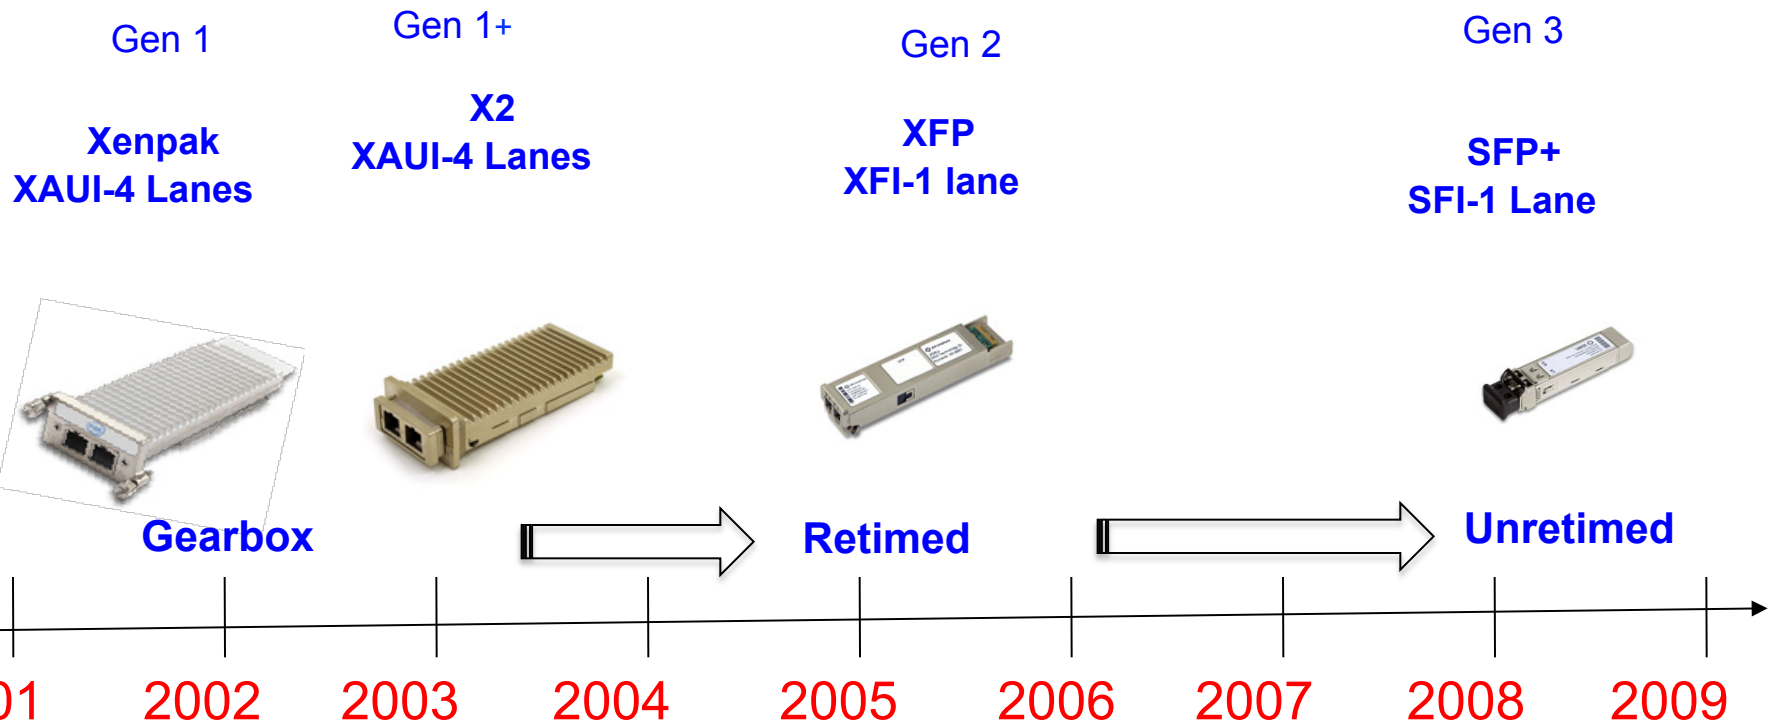 Gen 1
Gen 1+
Gen 2
Gen 3
Xenpak
XAUI-4 Lanes
X2
XAUI-4 Lanes
XFP
XFI-1 lane
SFP+
SFI-1 Lane
Gearbox
Retimed
Unretimed
01
2002
2003
2004
2005
2006
2007
2008
2009